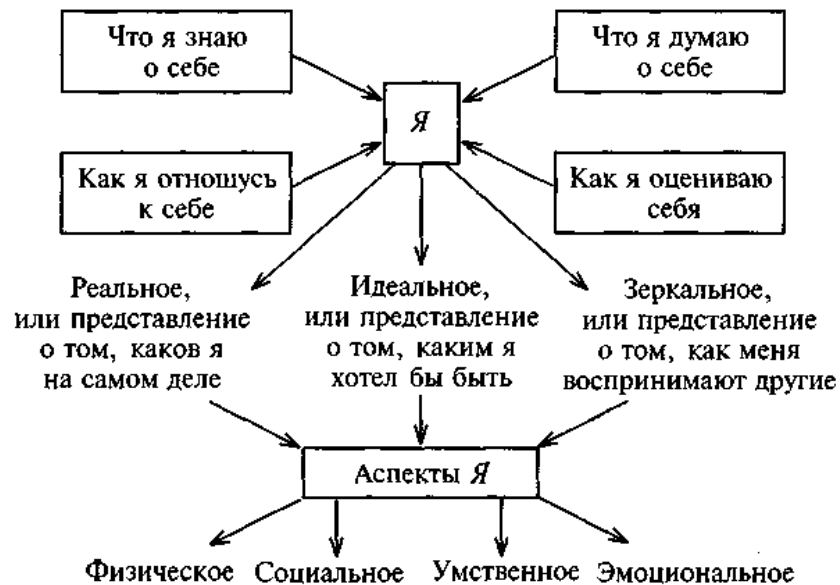 Что я знаю
о себе
Что я думаю
о себе
Я
Как я отношусь
к себе
Как я оцениваю
себя
Реальное,
или представление
о том, каков я
на самом деле
Идеальное,
или представление
о том, каким я
хотел бы быть
Зеркальное,
или представление
о том, как меня
воспринимают другие
Аспекты Я
Физическое
Социальное
Умственное
Эмоциональное